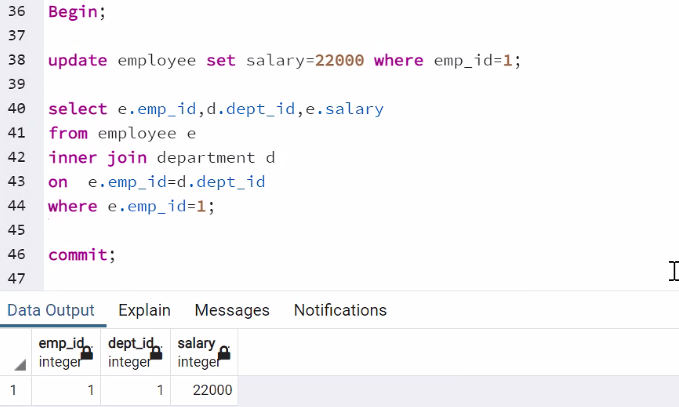 36 Begin;
37
38 update employee set salary=22000 where emp_id=1;
39
40 select e.emp_id,d.dept_id,e.salary
41 from employee e
42 inner join department d
43 on e.emp_id=d.dept_id
44 where e.emp_id=1;
45
46 commit;
47
Data Output Explain Messages Notifications
emp_id dept_id salary
integer integer integer
1 1 1 22000